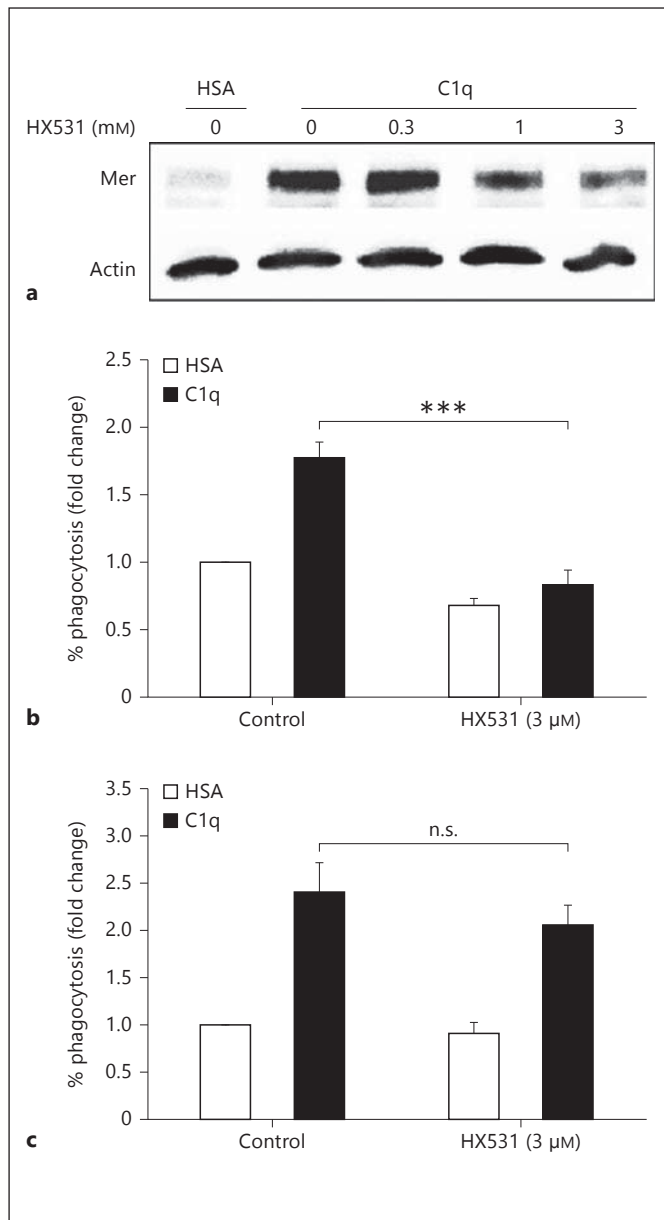 HSA C1q
HX531 (mM) 0 0 0.3 1 3
Mer
Actin
a
2.5
2.0
1.5
1.0
0.5
0
% phagocytosis (fold change)
HSA
C1q
***
Control HX531 (3 µM)
b
3.5
3.0
2.5
2.0
1.5
1.0
0.5
0
% phagocytosis (fold change)
HSA
C1q
n.s.
Control HX531 (3 µM)
c